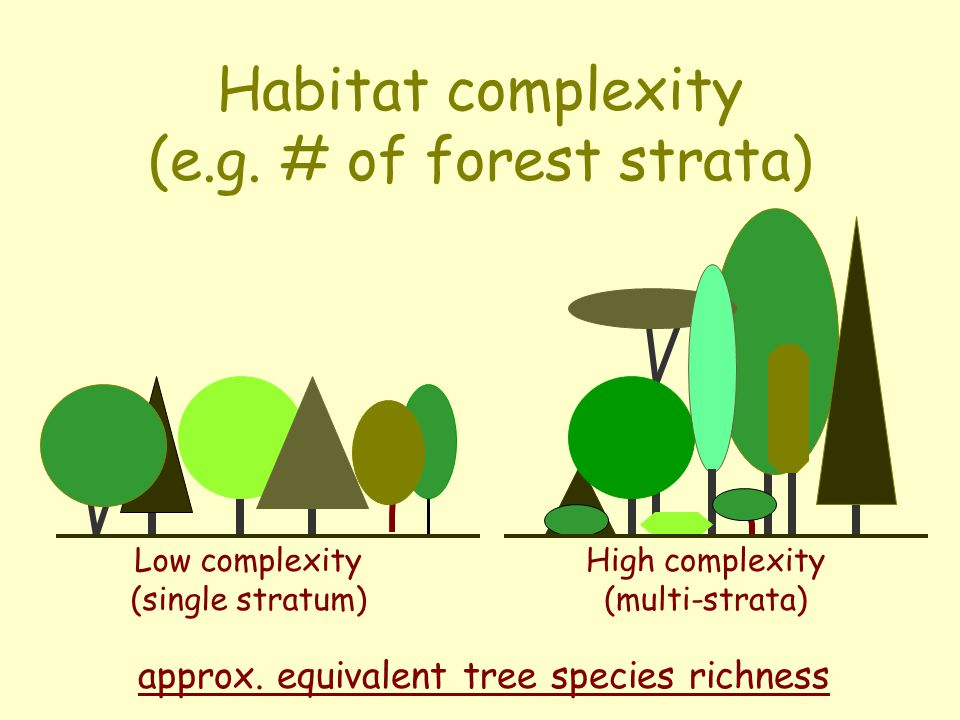 Habitat complexity
(e.g. # of forest strata)
Low complexity
(single stratum)
High complexity
(multi-strata)
approx. equivalent tree species richness